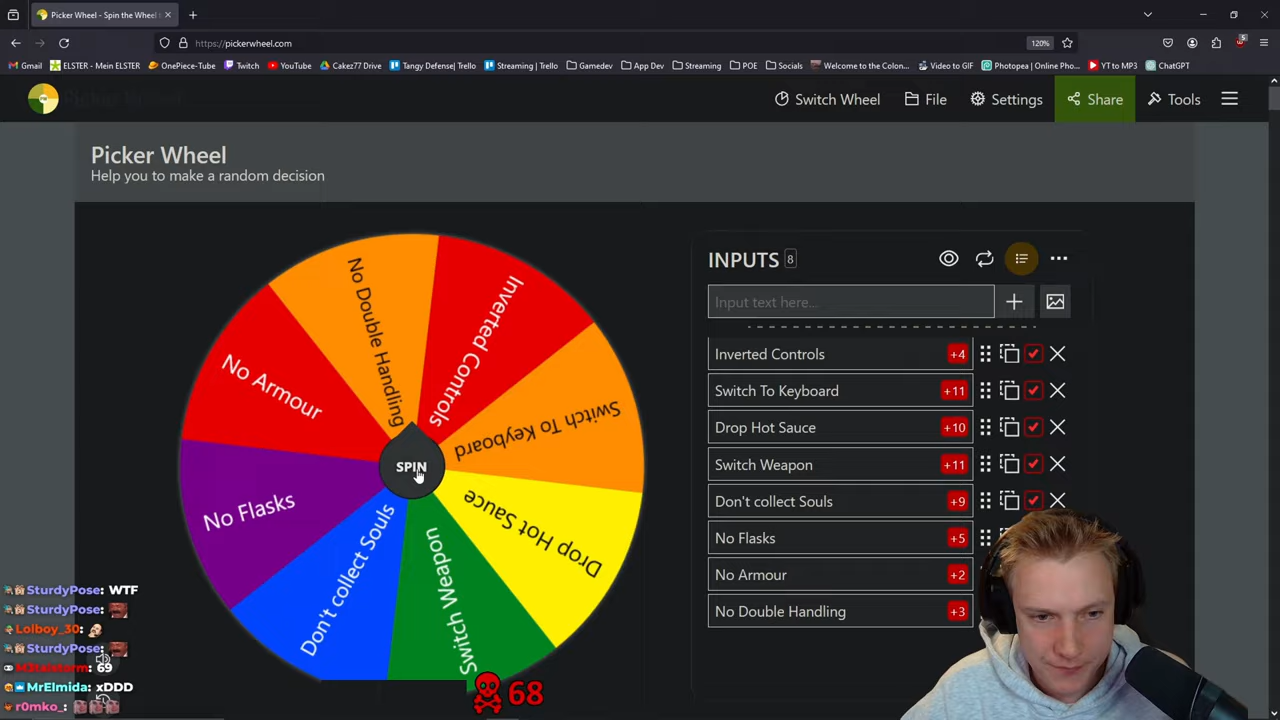 Picker Wheel - Spin the Wheel t
https://pickerwheel.com
120%
5
Gmail
ELSTER - Mein ELSTER
OnePiece-Tube
Twitch
YouTube
Cakez77 Drive
Tangy Defense| Trello
Streaming | Trello
Gamedev
App Dev
Streaming
POE
Socials
Welcome to the Colon...
Video to GIF
Photopea | Online Pho...
YT to MP3
ChatGPT
Switch Wheel
File
Settings
Share
Tools
Picker Wheel
Help you to make a random decision
INPUTS 8
Input text here...
Inverted Controls +4
Switch To Keyboard +11
Drop Hot Sauce +10
Switch Weapon +11
Don't collect Souls +9
No Flasks +5
No Armour +2
No Double Handling +3
No Double Handling
Inverted Controls
Switch To Keyboard
Drop Hot Sauce
Switch Weapon
Don't collect Souls
No Flasks
No Armour
SPIN
SturdyPose: WTF
SturdyPose:
Lolboy_30:
SturdyPose:
69
MrElmida: xDDD
r0mko_:
68